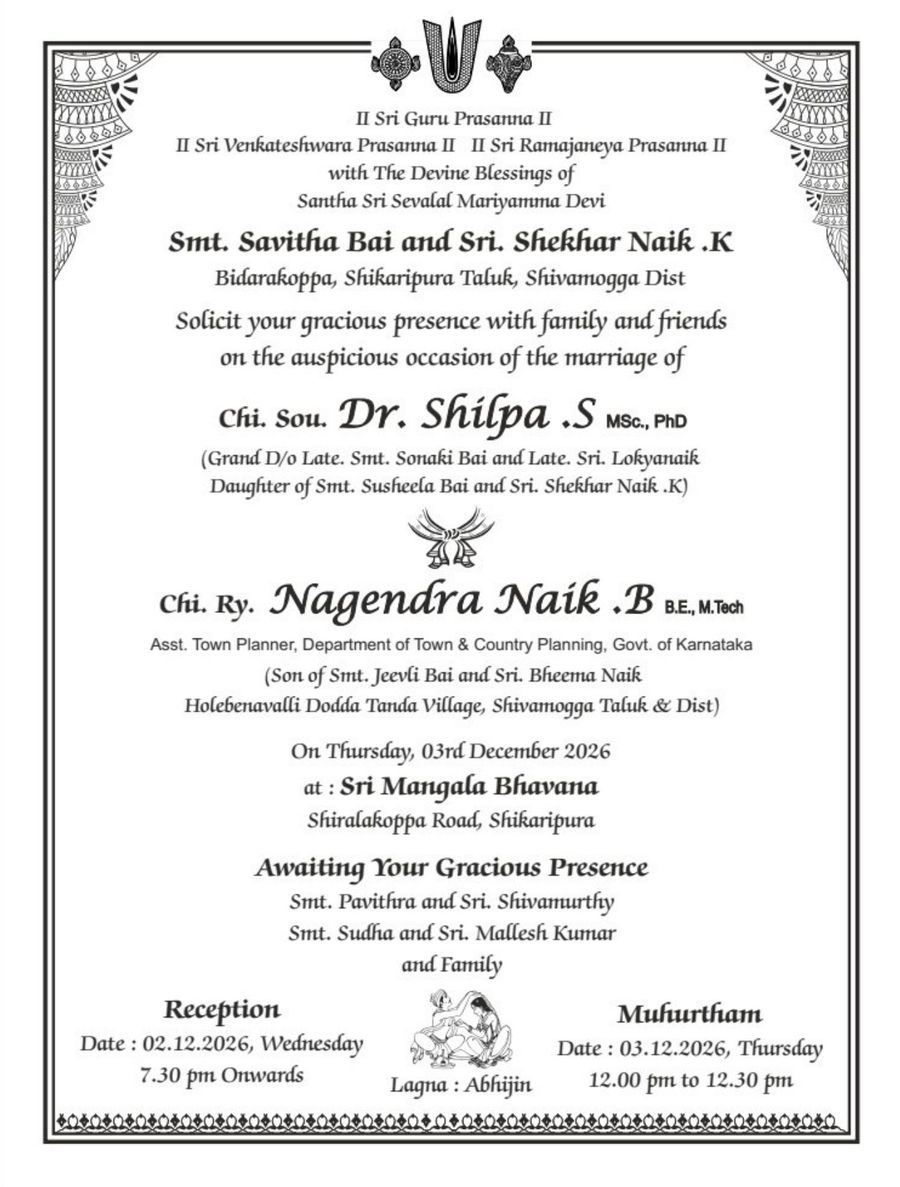 II Sri Guru Prasanna II
II Sri Venkateshwara Prasanna II II Sri Ramajaneya Prasanna II
with The Devine Blessings of
Santha Sri Sevalal Mariyamma Devi
Smt. Savitha Bai and Sri. Shekhar Naik .K
Bidarakoppa, Shikaripura Taluk, Shivamogga Dist
Solicit your gracious presence with family and friends
on the auspicious occasion of the marriage of
Chi. Sou. Dr. Shilpa .S MSc., PhD
(Grand D/o Late. Smt. Sonaki Bai and Late. Sri. Lokyanaik
Daughter of Smt. Susheela Bai and Sri. Shekhar Naik .K)
Chi. Ry. Nagendra Naik .B B.E., M.Tech
Asst. Town Planner, Department of Town & Country Planning, Govt. of Karnataka
(Son of Smt. Jeevli Bai and Sri. Bheema Naik
Holebenavalli Dodda Tanda Village, Shivamogga Taluk & Dist)
On Thursday, 03rd December 2026
at : Sri Mangala Bhavana
Shiralakoppa Road, Shikaripura
Awaiting Your Gracious Presence
Smt. Pavithra and Sri. Shivamurthy
Smt. Sudha and Sri. Mallesh Kumar
and Family
Reception
Date : 02.12.2026, Wednesday
7.30 pm Onwards
Lagna : Abhijin
Muhurtham
Date : 03.12.2026, Thursday
12.00 pm to 12.30 pm